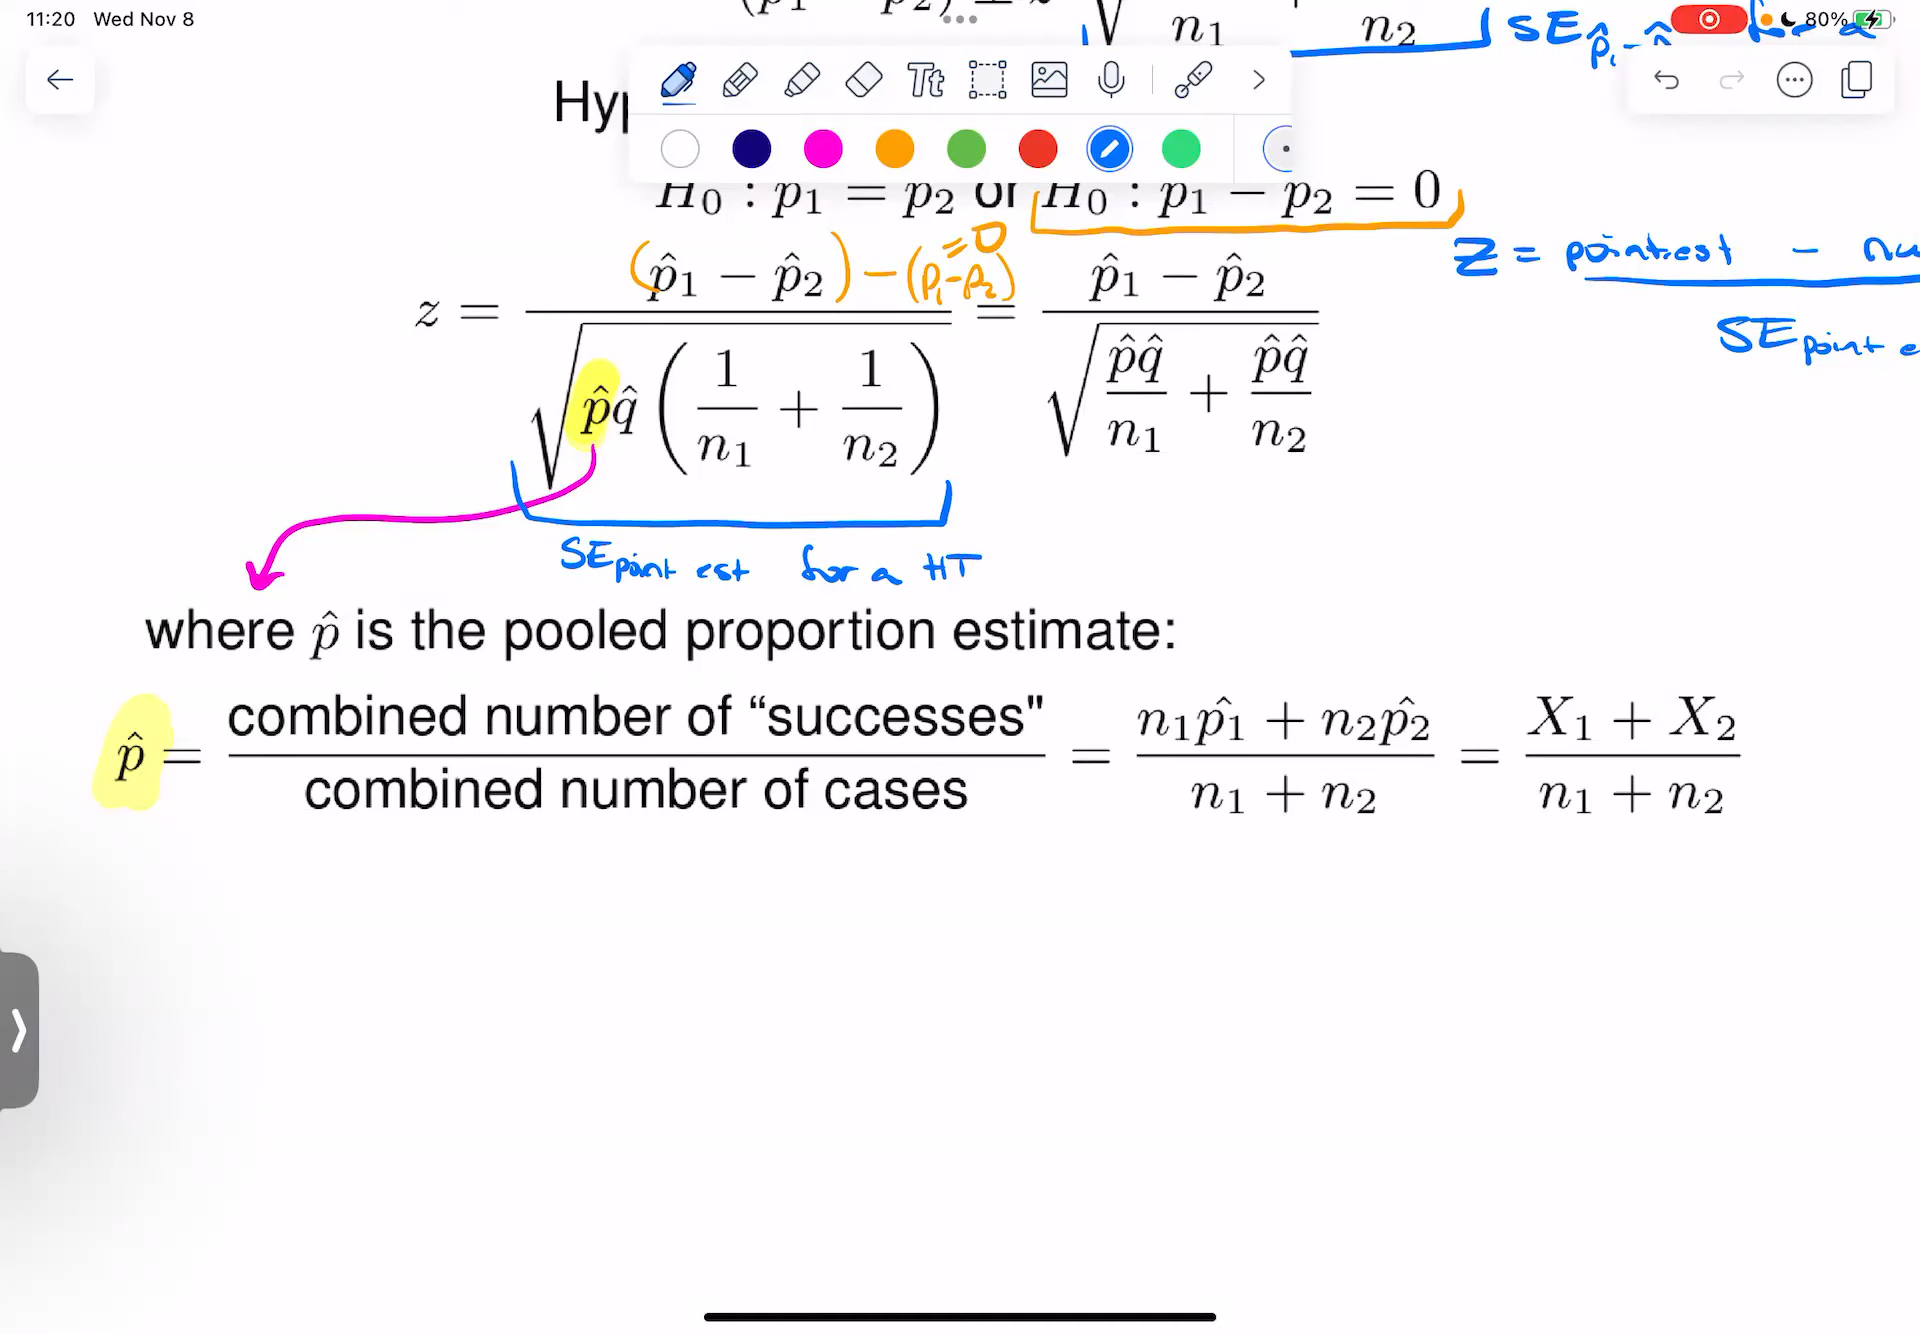 11:20 Wed Nov 8
80%
n₁ n₂ SE
Hyp
Tt
H₀ : p₁ = p₂ or H₀ : p₁ − p₂ = 0
= 0
z = (p̂₁ − p̂₂) − (p₁ − p₂) / √(p̂q̂ (1/n₁ + 1/n₂)) = p̂₁ − p̂₂ / √(p̂q̂/n₁ + p̂q̂/n₂)
Z = point est −
SE point
SE point est for a HT
where p̂ is the pooled proportion estimate:
p̂ = combined number of “successes" / combined number of cases = n₁p̂₁ + n₂p̂₂ / n₁ + n₂ = X₁ + X₂ / n₁ + n₂